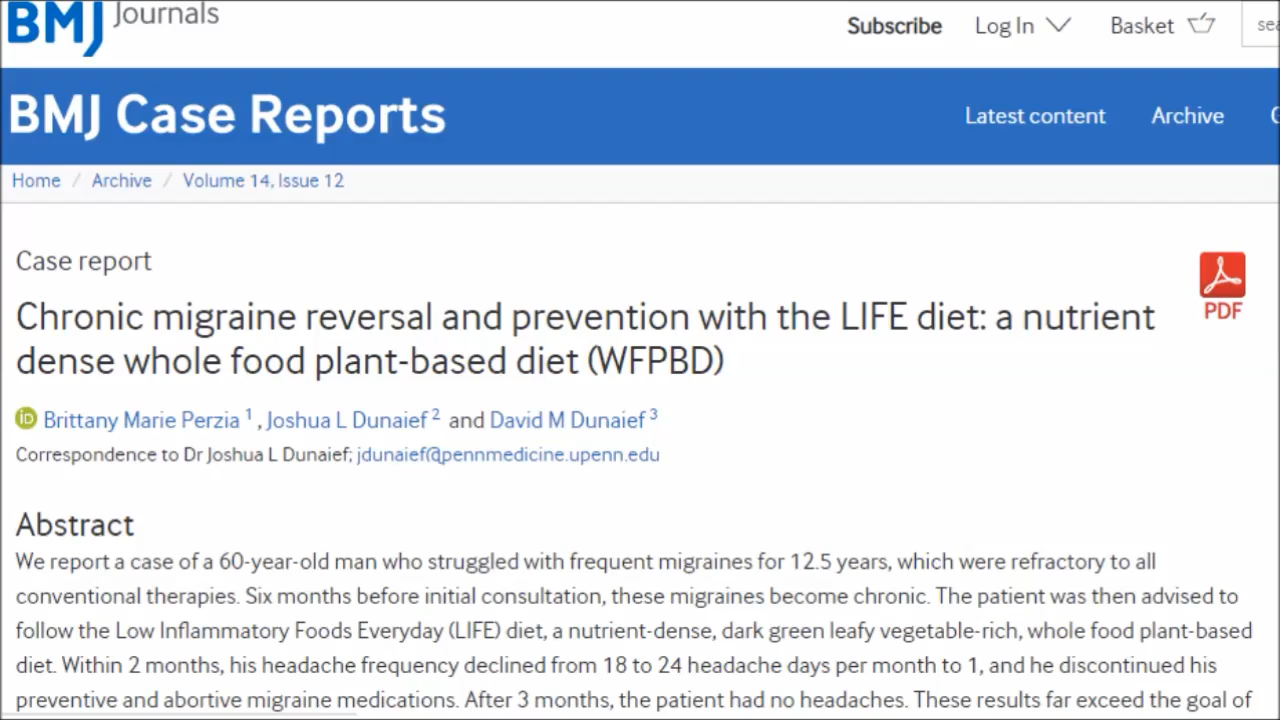 BMJ Journals
Subscribe Log In Basket
BMJ Case Reports
Latest content Archive
Home / Archive / Volume 14, Issue 12
Case report
Chronic migraine reversal and prevention with the LIFE diet: a nutrient
dense whole food plant-based diet (WFPBD)
PDF
iD Brittany Marie Perzia 1 , Joshua L Dunaief 2 and David M Dunaief 3
Correspondence to Dr Joshua L Dunaief; jdunaief@pennmedicine.upenn.edu
Abstract
We report a case of a 60-year-old man who struggled with frequent migraines for 12.5 years, which were refractory to all
conventional therapies. Six months before initial consultation, these migraines become chronic. The patient was then advised to
follow the Low Inflammatory Foods Everyday (LIFE) diet, a nutrient-dense, dark green leafy vegetable-rich, whole food plant-based
diet. Within 2 months, his headache frequency declined from 18 to 24 headache days per month to 1, and he discontinued his
preventive and abortive migraine medications. After 3 months, the patient had no headaches. These results far exceed the goal of